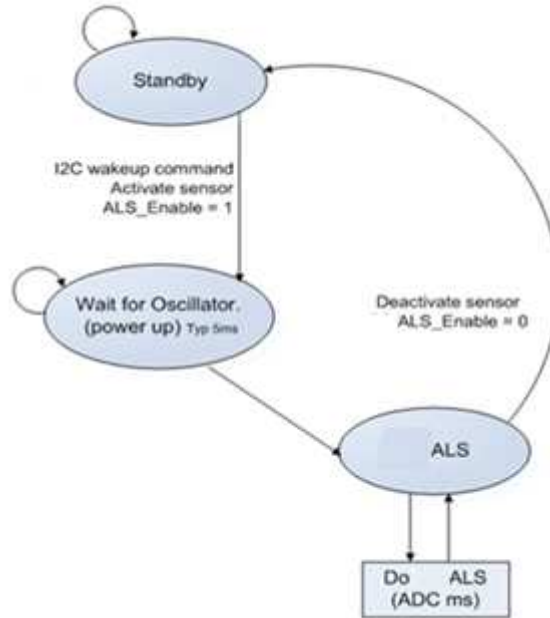 Standby
I2C wakeup command
Activate sensor
ALS_Enable = 1
Wait for Oscillator.
(power up) Typ 5ms
Deactivate sensor
ALS_Enable = 0
ALS
Do ALS
(ADC ms)